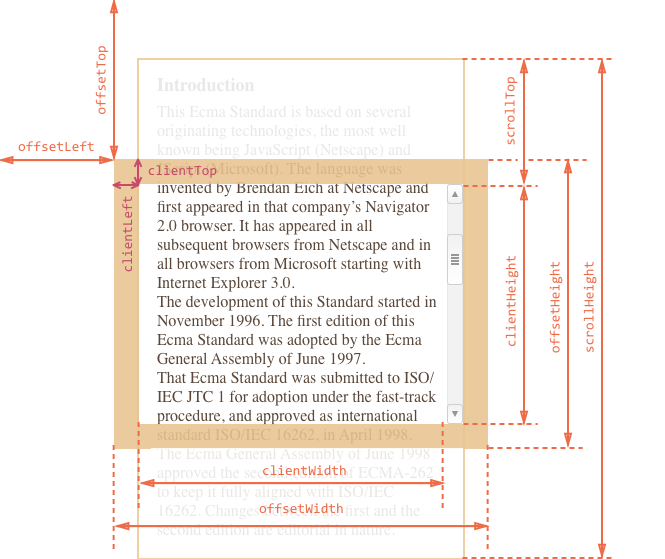 offsetTop
offsetLeft
Introduction
This Ecma Standard is based on several
originating technologies, the most well
known being JavaScript (Netscape) and
(Microsoft). The language was
clientTop
clientLeft
invented by Brendan Eich at Netscape and
first appeared in that company's Navigator
2.0 browser. It has appeared in all
subsequent browsers from Netscape and in
all browsers from Microsoft starting with
Internet Explorer 3.0.
The development of this Standard started in
November 1996. The first edition of this
Ecma Standard was adopted by the Ecma
General Assembly of June 1997.
That Ecma Standard was submitted to ISO/
IEC JTC 1 for adoption under the fast-track
procedure, and approved as international
standard ISO/IEC 16262, in April 1998.
The Ecma General Assembly of June 1998
approved the second edition of ECMA-262
clientWidth
to keep it fully aligned with ISO/IEC
16262. Changes between the first and the
offsetWidth
second edition are editorial in nature.
scrollTop
clientHeight
offsetHeight
scrollHeight